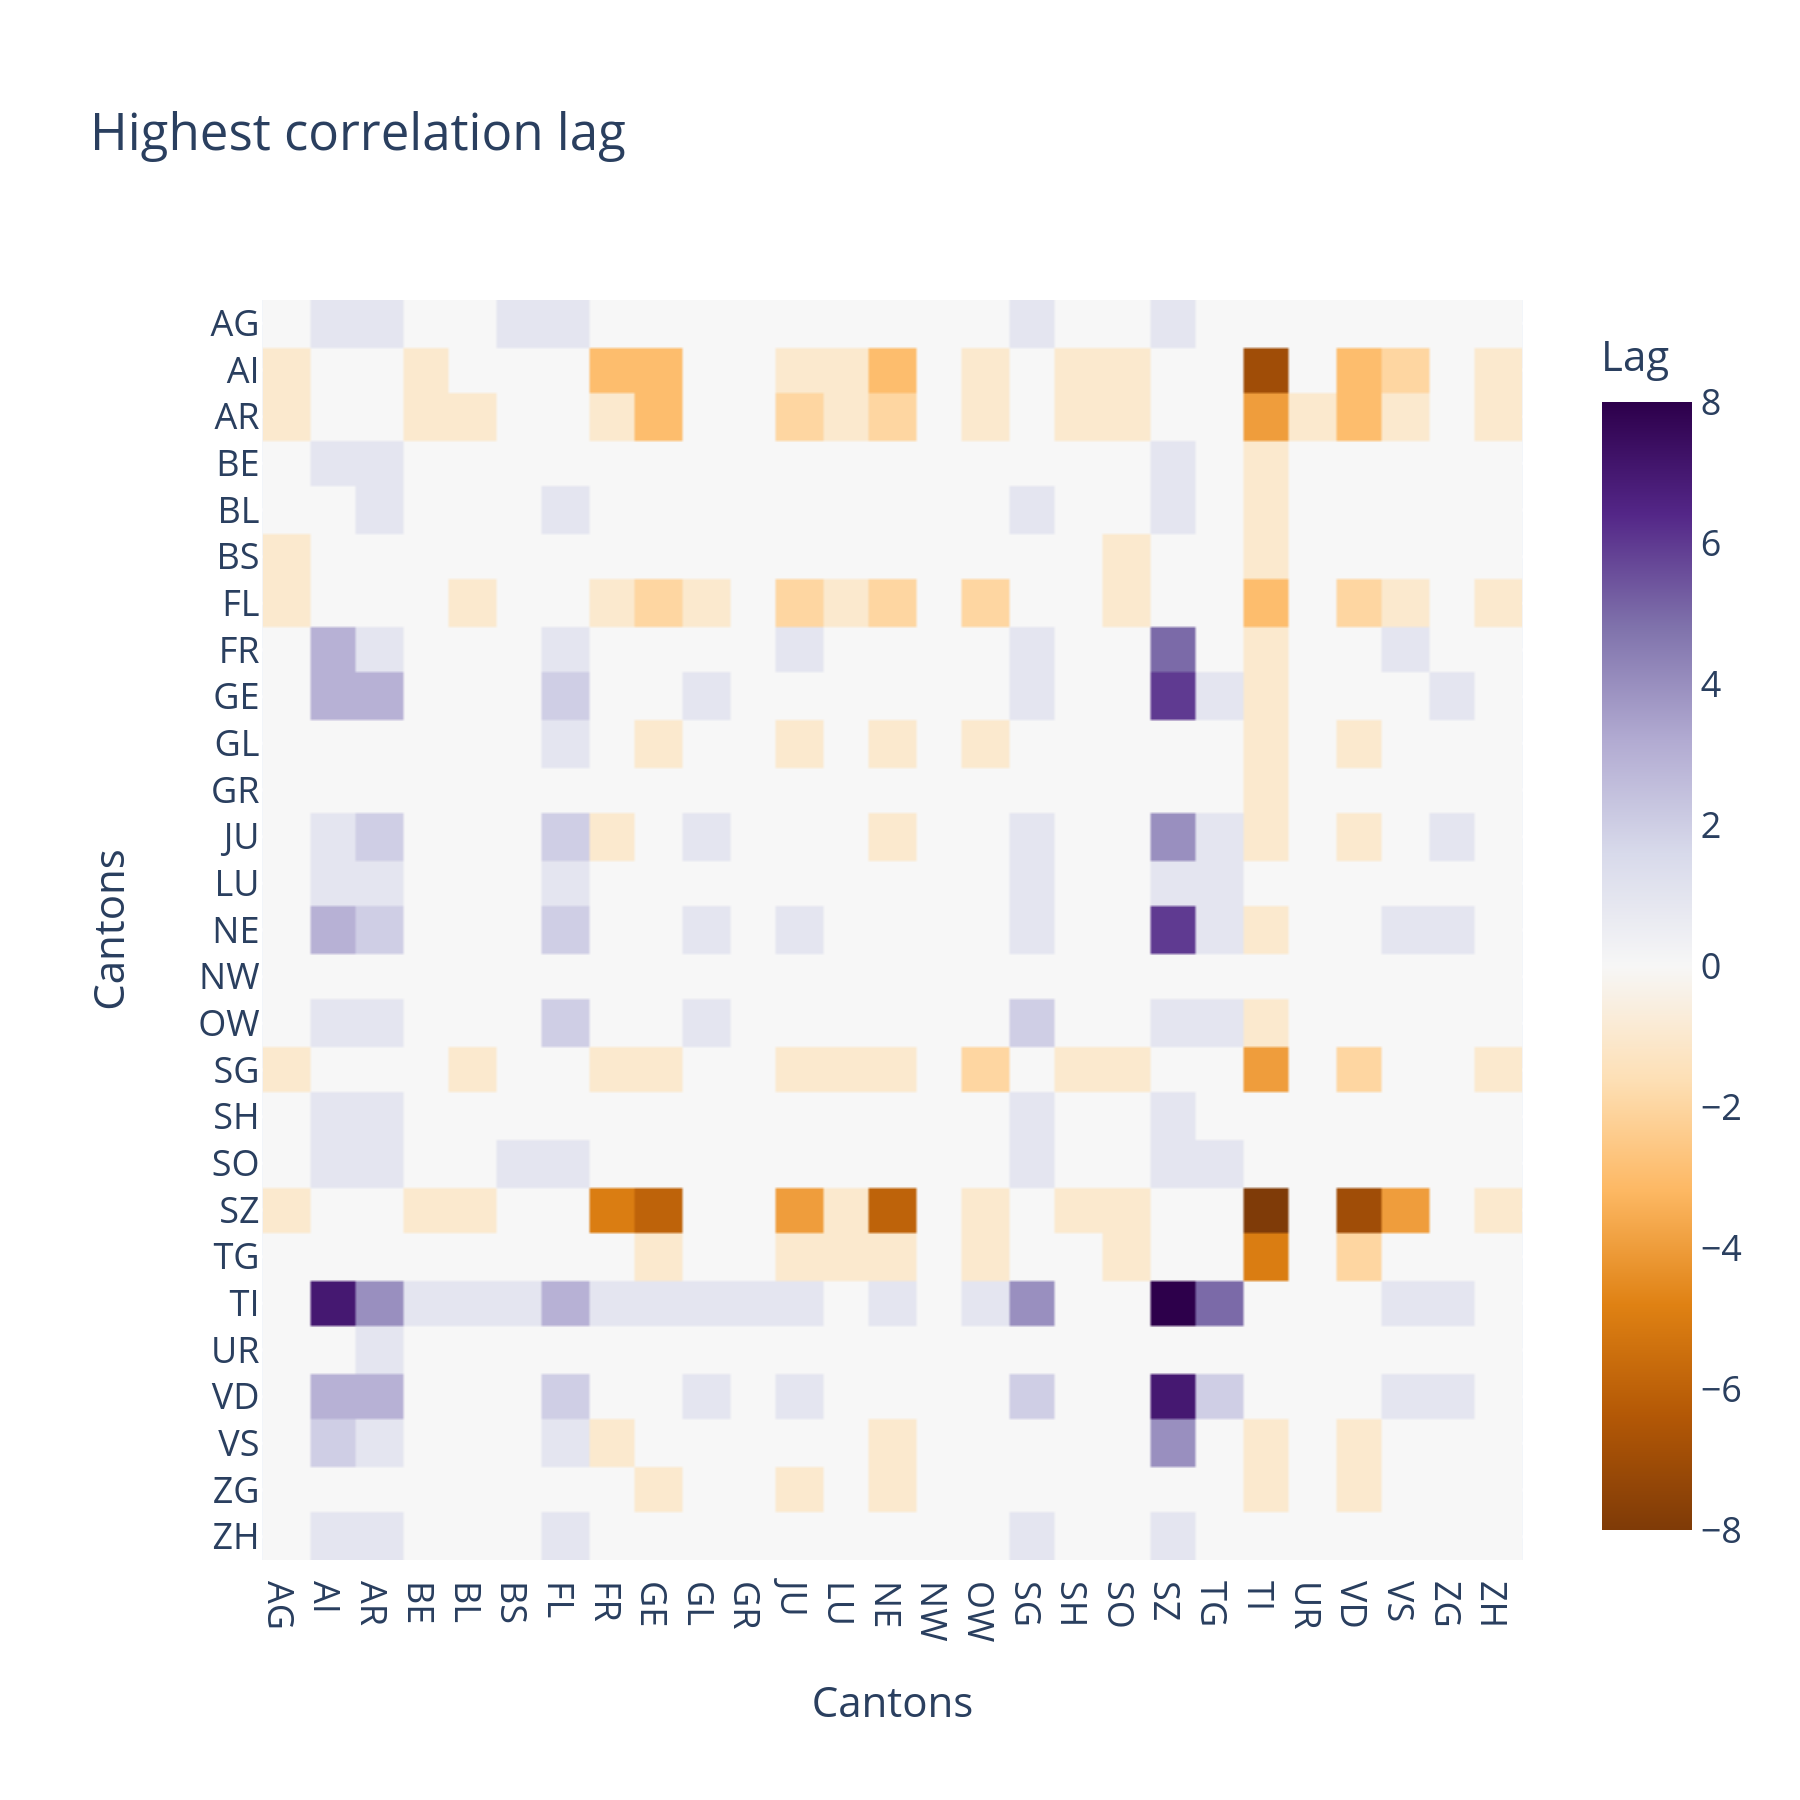 Highest correlation lag
Lag
8
6
4
2
0
−2
−4
−6
−8
Cantons
AG
AI
AR
BE
BL
BS
FL
FR
GE
GL
GR
JU
LU
NE
NW
OW
SG
SH
SO
SZ
TG
TI
UR
VD
VS
ZG
ZH
AG
AI
AR
BE
BL
BS
FL
FR
GE
GL
GR
JU
LU
NE
NW
OW
SG
SH
SO
SZ
TG
TI
UR
VD
VS
ZG
ZH
Cantons